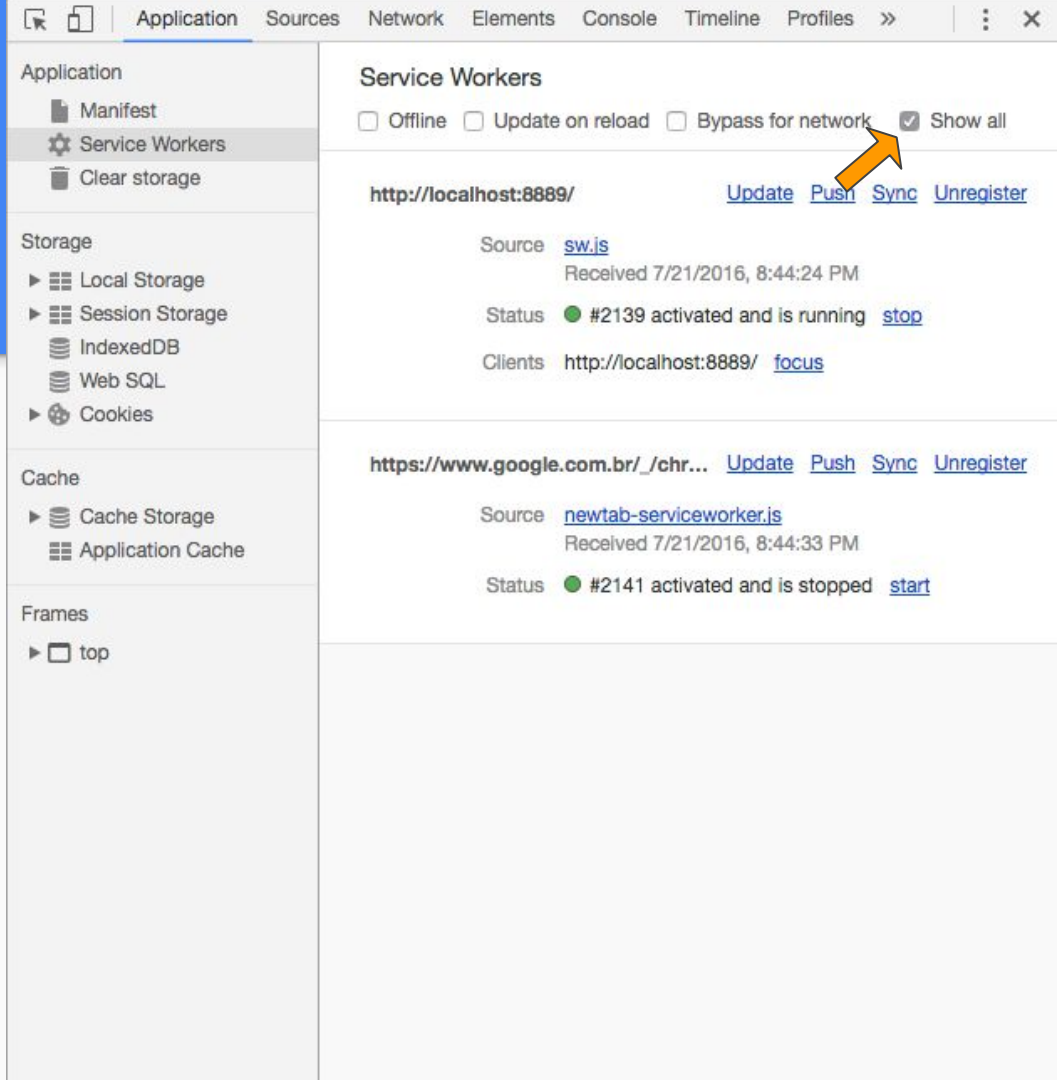 Application Sources Network Elements Console Timeline Profiles »
Application
Manifest
Service Workers
Clear storage
Storage
Local Storage
Session Storage
IndexedDB
Web SQL
Cookies
Cache
Cache Storage
Application Cache
Frames
top
Service Workers
Offline Update on reload Bypass for network Show all
http://localhost:8889/ Update Push Sync Unregister
Source sw.js
Received 7/21/2016, 8:44:24 PM
Status #2139 activated and is running stop
Clients http://localhost:8889/ focus
https://www.google.com.br/_/chr... Update Push Sync Unregister
Source newtab-serviceworker.js
Received 7/21/2016, 8:44:33 PM
Status #2141 activated and is stopped start